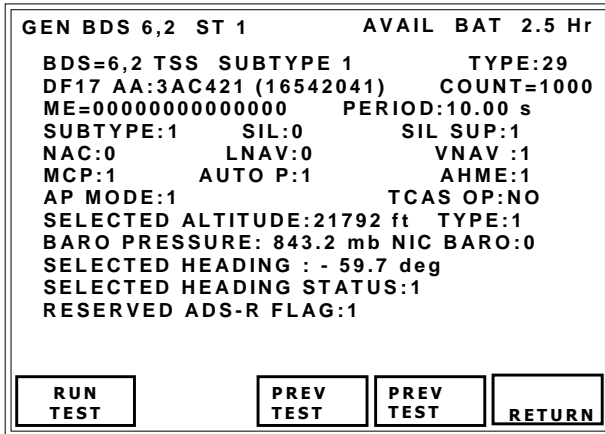 GEN BDS 6,2 ST 1 AVAIL BAT 2.5 Hr
BDS=6,2 TSS SUBTYPE 1 TYPE:29
DF17 AA:3AC421 (16542041) COUNT=1000
ME=00000000000000 PERIOD:10.00 s
SUBTYPE:1 SIL:0 SIL SUP:1
NAC:0 LNAV:0 VNAV :1
MCP:1 AUTO P:1 AHME:1
AP MODE:1 TCAS OP:NO
SELECTED ALTITUDE:21792 ft TYPE:1
BARO PRESSURE: 843.2 mb NIC BARO:0
SELECTED HEADING : - 59.7 deg
SELECTED HEADING STATUS:1
RESERVED ADS-R FLAG:1
RUN TEST
PREV TEST
PREV TEST
RETURN